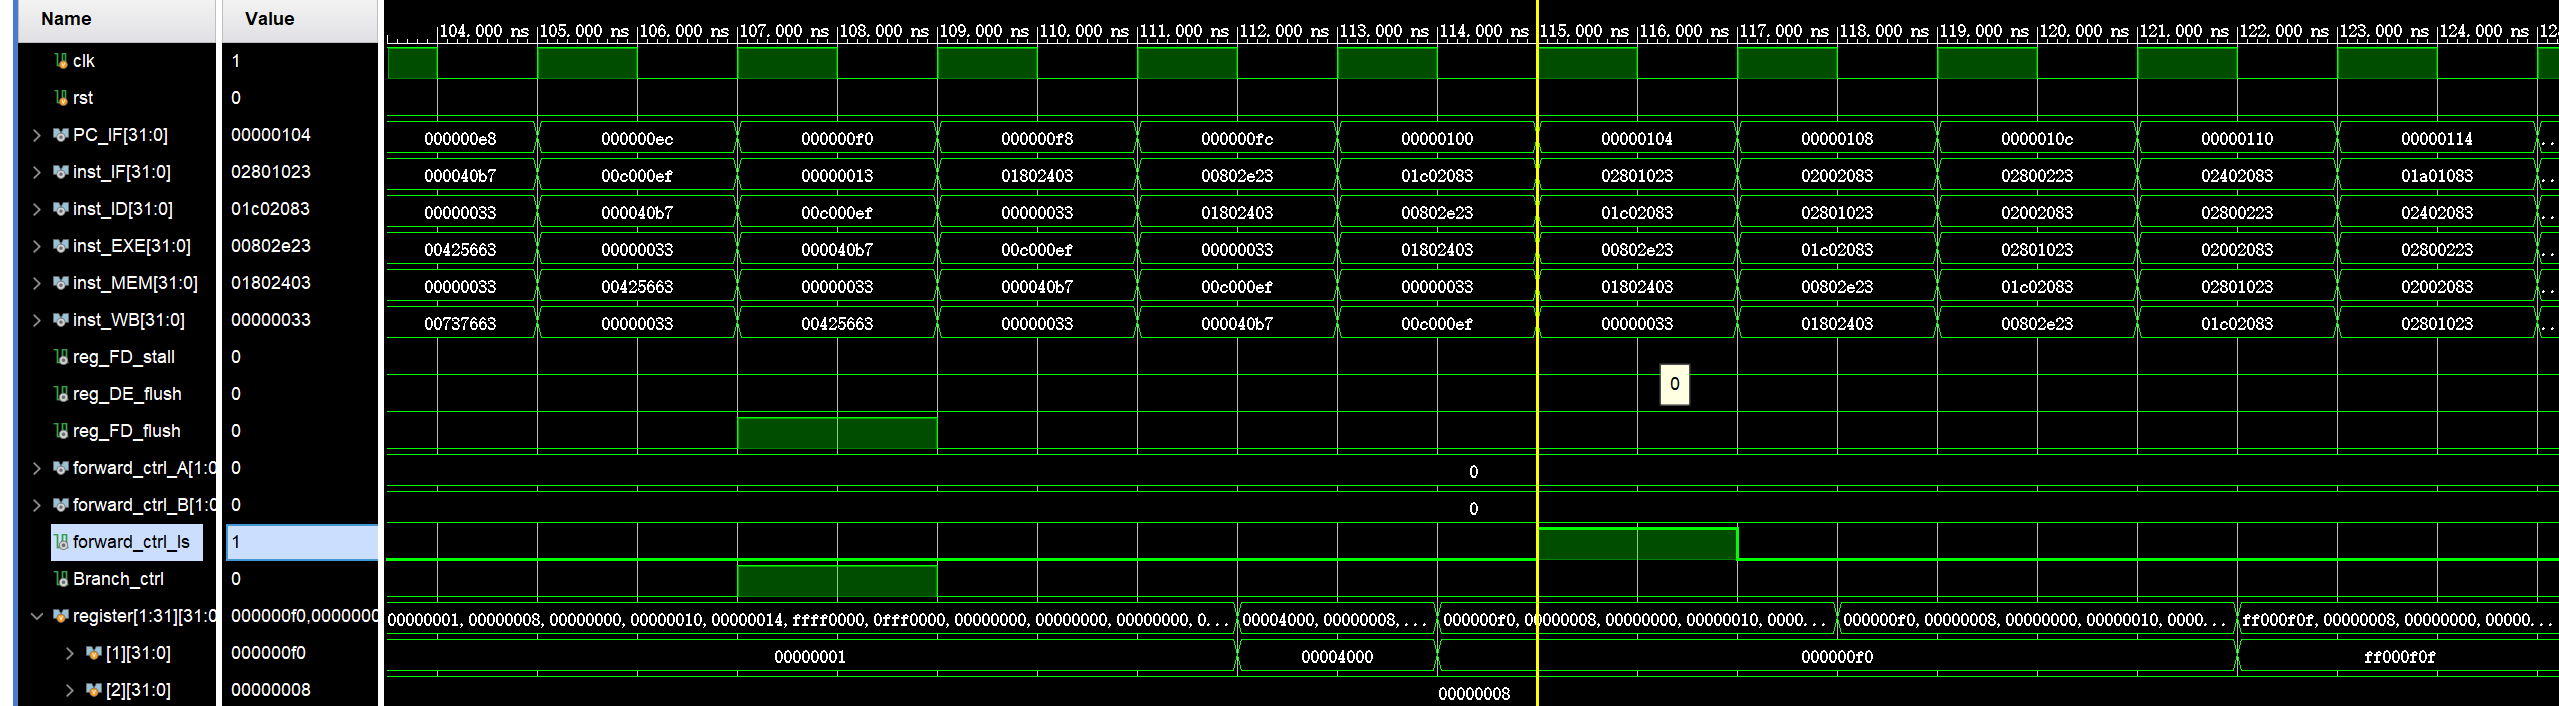 Name Value
104.000 ns 105.000 ns 106.000 ns 107.000 ns 108.000 ns 109.000 ns 110.000 ns 111.000 ns 112.000 ns 113.000 ns 114.000 ns 115.000 ns 116.000 ns 117.000 ns 118.000 ns 119.000 ns 120.000 ns 121.000 ns 122.000 ns 123.000 ns 124.000 ns
clk 1
rst 0
PC_IF[31:0] 00000104 000000e8 000000ec 000000f0 000000f8 000000fc 00000100 00000104 00000108 0000010c 00000110 00000114 ..
inst_IF[31:0] 02801023 000040b7 00c000ef 00000013 01802403 00802e23 01c02083 02801023 02002083 02800223 02402083 01a01083 ..
inst_ID[31:0] 01c02083 00000033 000040b7 00c000ef 00000033 01802403 00802e23 01c02083 02801023 02002083 02800223 02402083 ..
inst_EXE[31:0] 00802e23 00425663 00000033 000040b7 00c000ef 00000033 01802403 00802e23 01c02083 02801023 02002083 02800223 ..
inst_MEM[31:0] 01802403 00000033 00425663 00000033 000040b7 00c000ef 00000033 01802403 00802e23 01c02083 02801023 02002083 ..
inst_WB[31:0] 00000033 00737663 00000033 00425663 00000033 000040b7 00c000ef 00000033 01802403 00802e23 01c02083 02801023 ..
reg_FD_stall 0
reg_DE_flush 0 0
reg_FD_flush 0
forward_ctrl_A[1:0 0 0
forward_ctrl_B[1:0 0 0
forward_ctrl_ls 1
Branch_ctrl 0
register[1:31][31:0 000000f0,0000000 00000001,00000008,00000000,00000010,00000014,ffff0000,0fff0000,00000000,00000000,00000000,0... 00004000,00000008,... 000000f0,00000008,00000000,00000010,0000... 000000f0,00000008,00000000,00000010,0000... ff000f0f,00000008,00000000,00000...
[1][31:0] 000000f0 00000001 00004000 000000f0 ff000f0f
[2][31:0] 00000008 00000008